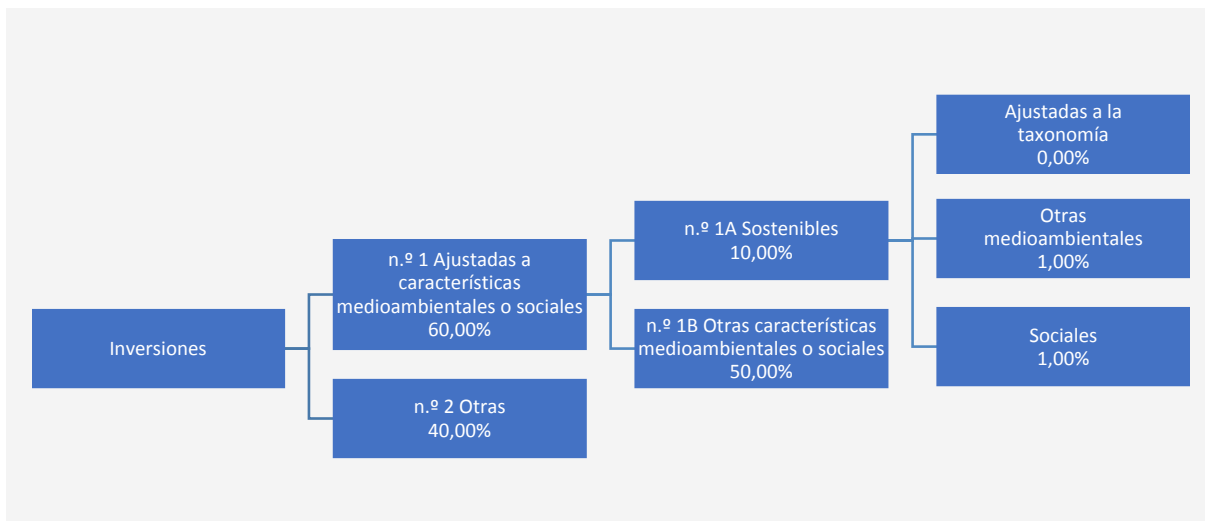 Inversiones
n.º 1 Ajustadas a
características
medioambientales o sociales
60,00%
n.º 2 Otras
40,00%
n.º 1A Sostenibles
10,00%
n.º 1B Otras características
medioambientales o sociales
50,00%
Ajustadas a la
taxonomía
0,00%
Otras
medioambientales
1,00%
Sociales
1,00%